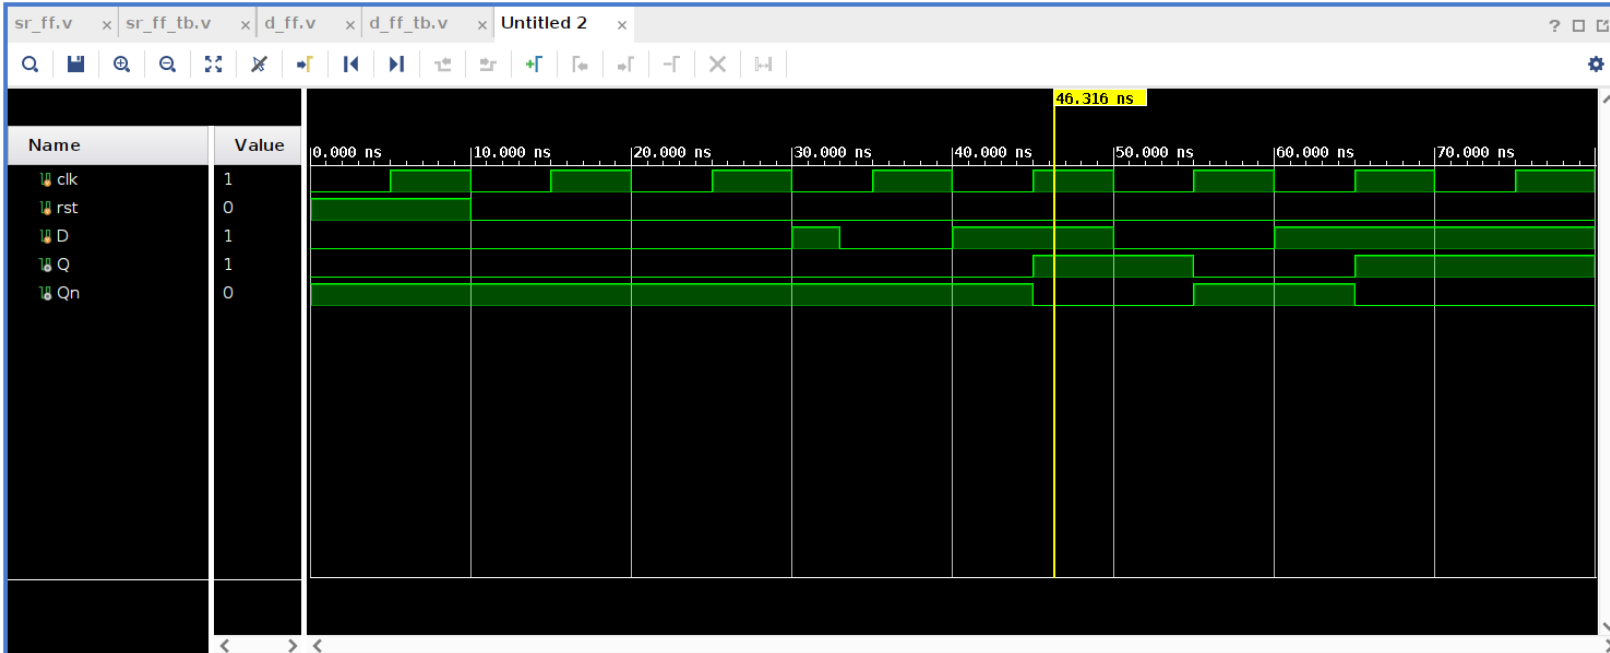 sr_ff.v × sr_ff_tb.v × d_ff.v × d_ff_tb.v × Untitled 2 ×
? 
46.316 ns
Name Value
0.000 ns 10.000 ns 20.000 ns 30.000 ns 40.000 ns 50.000 ns 60.000 ns 70.000 ns
clk 1
rst 0
D 1
Q 1
Qn 0